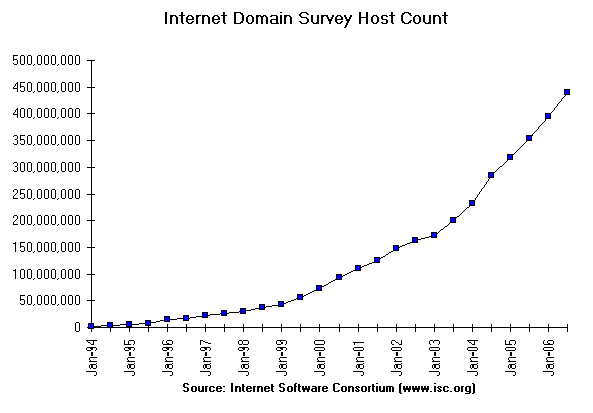 Internet Domain Survey Host Count
500,000,000
450,000,000
400,000,000
350,000,000
300,000,000
250,000,000
200,000,000
150,000,000
100,000,000
50,000,000
0
Jan-94
Jan-95
Jan-96
Jan-97
Jan-98
Jan-99
Jan-00
Jan-01
Jan-02
Jan-03
Jan-04
Jan-05
Jan-06
Source: Internet Software Consortium (www.isc.org)